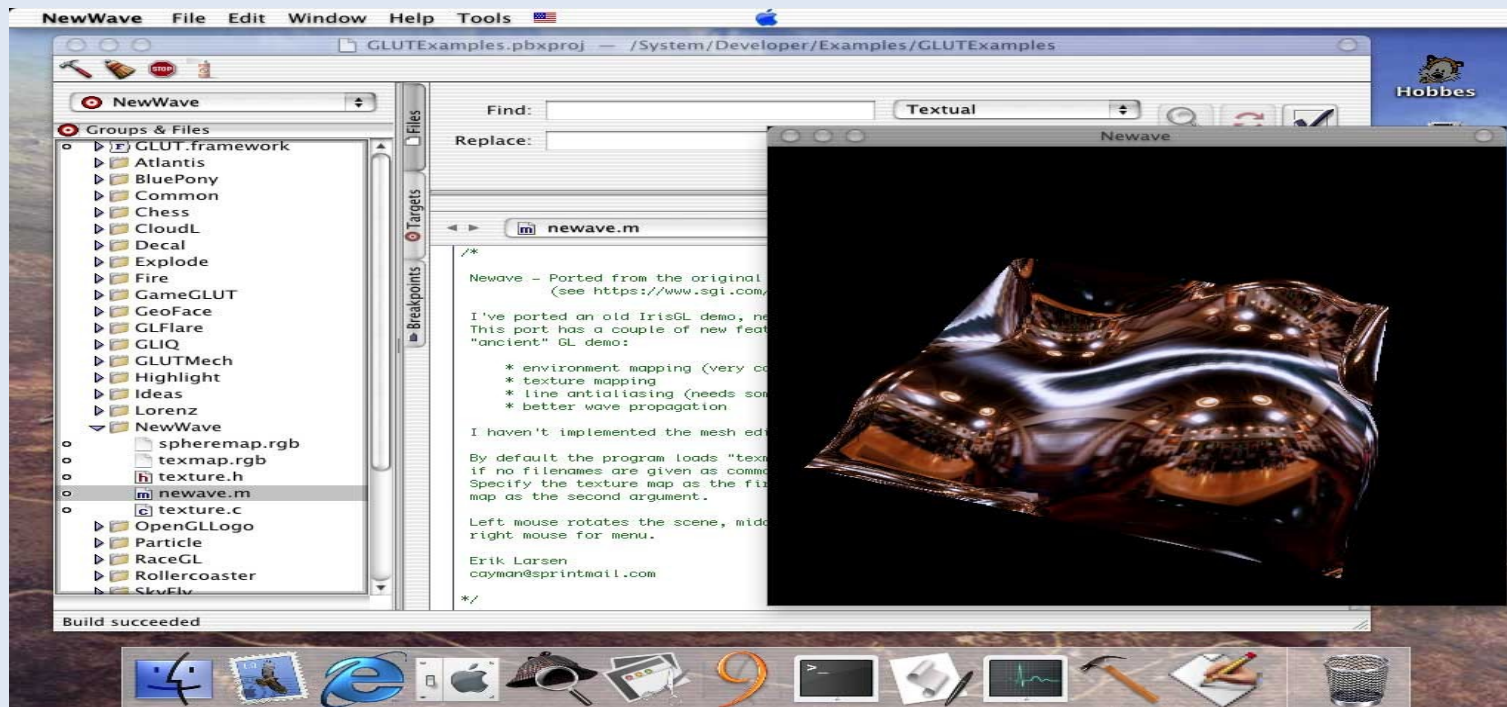 NewWave File Edit Window Help Tools
GLUTExamples.pbxproj — /System/Developer/Examples/GLUTExamples
STOP
Hobbes
NewWave
Groups & Files
GLUT.framework
Atlantis
BluePony
Common
Chess
CloudL
Decal
Explode
Fire
GameGLUT
GeoFace
GLFlare
GLIQ
GLUTMech
Highlight
Ideas
Lorenz
NewWave
spheremap.rgb
texmap.rgb
h texture.h
m newave.m
c texture.c
OpenGLLogo
Particle
RaceGL
Rollercoaster
SkyFly
Files
Targets
Breakpoints
Find:
Textual
Replace:
m newave.m
/*
Newave – Ported from the original
(see https://www.sgi.com/
I've ported an old IrisGL demo, ne
This port has a couple of new feat
"ancient" GL demo:
* environment mapping (very co
* texture mapping
* line antialiasing (needs som
* better wave propagation
I haven't implemented the mesh edi
By default the program loads "texm
if no filenames are given as comma
Specify the texture map as the fir
map as the second argument.
Left mouse rotates the scene, midd
right mouse for menu.
Erik Larsen
cayman@sprintmail.com
*/
Newave
Build succeeded
9
>_